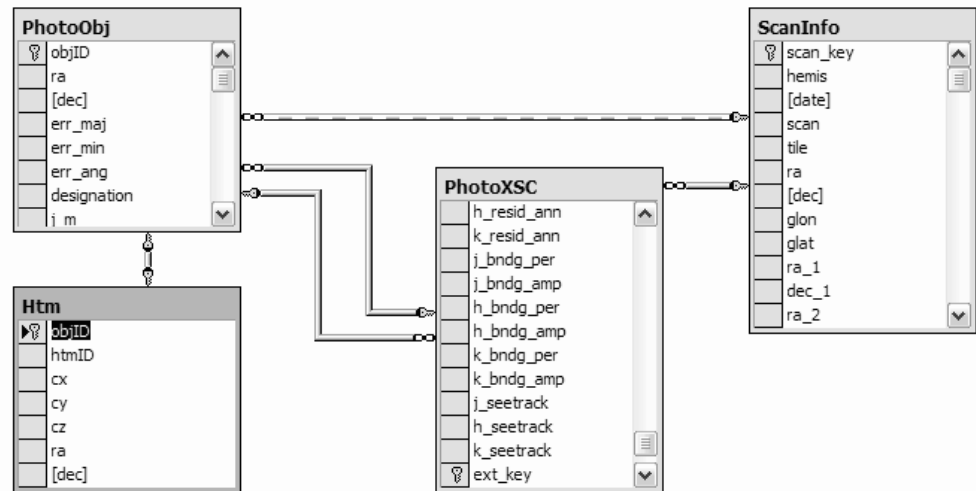 PhotoObj
objID
ra
[dec]
err_maj
err_min
err_ang
designation
j_m
Htm
objID
htmID
cx
cy
cz
ra
[dec]
PhotoXSC
h_resid_ann
k_resid_ann
j_bndg_per
j_bndg_amp
h_bndg_per
h_bndg_amp
k_bndg_per
k_bndg_amp
j_seetrack
h_seetrack
k_seetrack
ext_key
ScanInfo
scan_key
hemis
[date]
scan
tile
ra
[dec]
glon
glat
ra_1
dec_1
ra_2